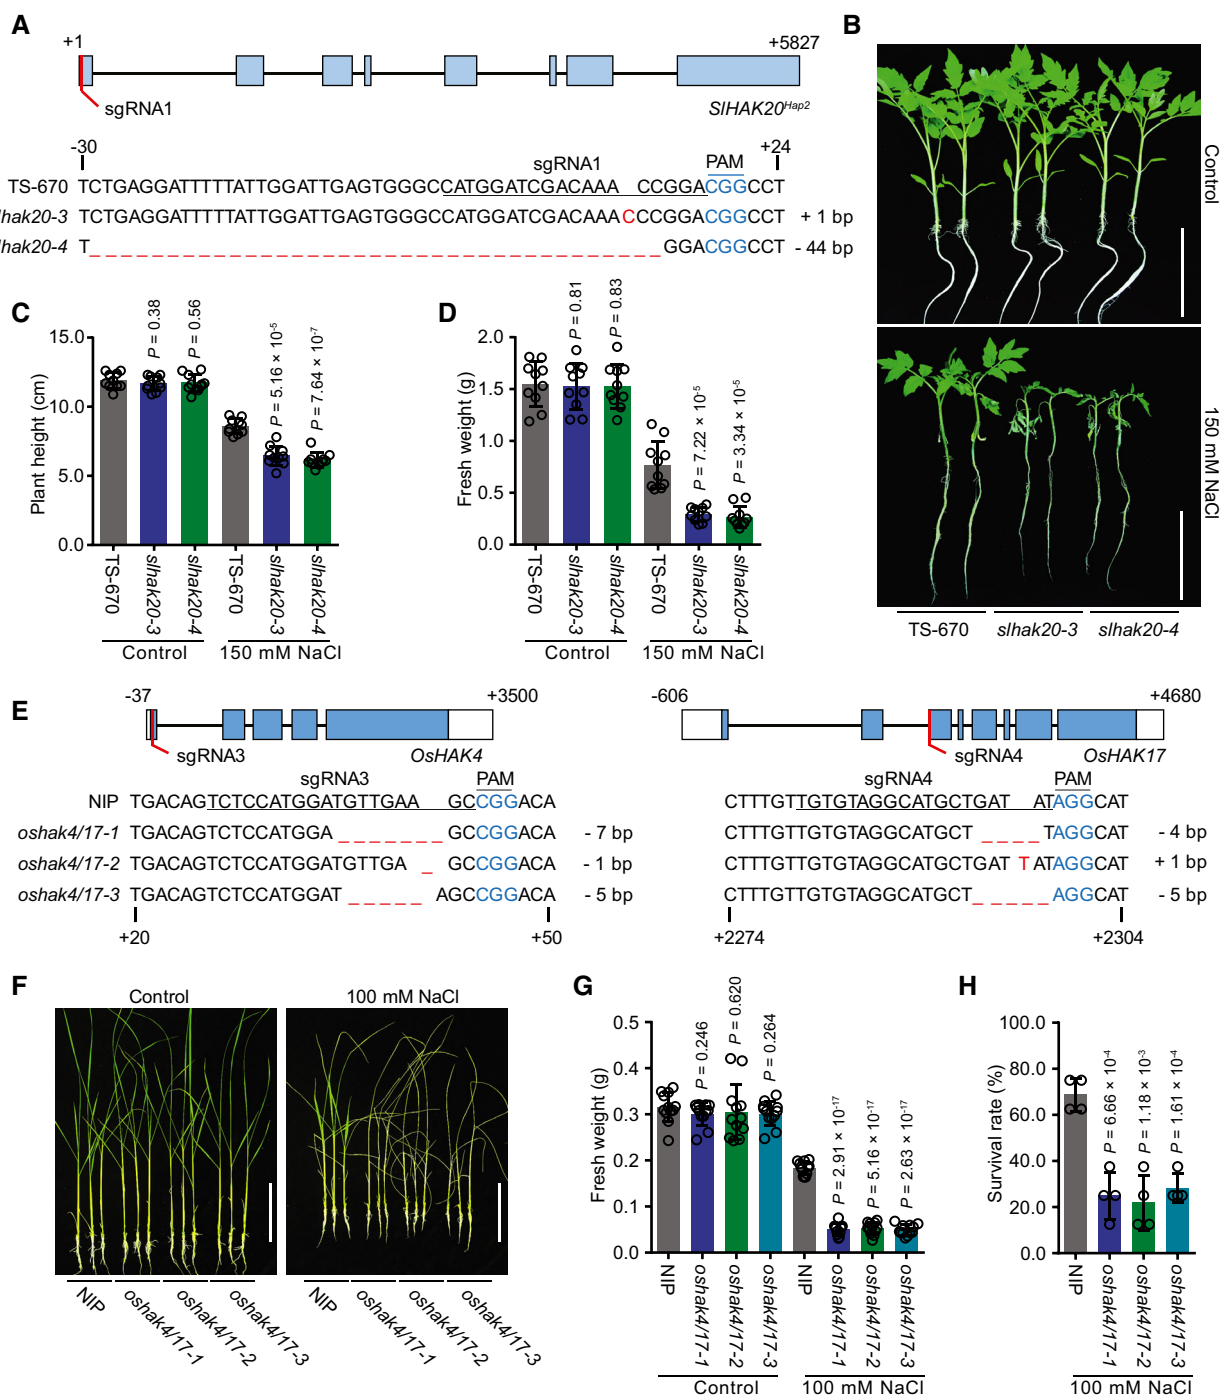 A
+1
+5827
sgRNA1
SlHAK20Hap2
-30
sgRNA1
PAM
+24
TS-670 TCTGAGGATTTTTATTGGATTGAGTGGGCCATGGATCGACAAA CCGGACGGCCT
lhak20-3 TCTGAGGATTTTTATTGGATTGAGTGGGCCATGGATCGACAAACCCGGACGGCCT + 1 bp
lhak20-4 T_ _ _ _ _ _ _ _ _ _ _ _ _ _ _ _ _ _ _ _ _ _ _ _ _ _ _ _ _ _ _ GGACGGCCT - 44 bp
B
Control
150 mM NaCl
TS-670 slhak20-3 slhak20-4
C
Plant height (cm)
15.0
10.0
5.0
0.0
P = 0.38
P = 0.56
P = 5.16 × 10-5
P = 7.64 × 10-7
TS-670 slhak20-3 slhak20-4 TS-670 slhak20-3 slhak20-4
Control 150 mM NaCl
D
Fresh weight (g)
2.0
1.5
1.0
0.5
0.0
P = 0.81
P = 0.83
P = 7.22 × 10-5
P = 3.34 × 10-5
TS-670 slhak20-3 slhak20-4 TS-670 slhak20-3 slhak20-4
Control 150 mM NaCl
E
-37
+3500
sgRNA3
OsHAK4
-606
+4680
sgRNA4
OsHAK17
sgRNA3
PAM
NIP TGACAGTCTCCATGGATGTTGAA GCCGGACA
oshak4/17-1 TGACAGTCTCCATGGA_ _ _ _ _ _ _ GCCGGACA - 7 bp
oshak4/17-2 TGACAGTCTCCATGGATGTTGA _ GCCGGACA - 1 bp
oshak4/17-3 TGACAGTCTCCATGGAT_ _ _ _ _ AGCCGGACA - 5 bp
+20
+50
sgRNA4
PAM
CTTTGTTGTGTAGGCATGCTGAT ATAGGCAT
CTTTGTTGTGTAGGCATGCT _ _ _ _ TAGGCAT - 4 bp
CTTTGTTGTGTAGGCATGCTGAT T ATAGGCAT + 1 bp
CTTTGTTGTGTAGGCATGCT_ _ _ _ _ AGGCAT - 5 bp
+2274
+2304
F
Control
100 mM NaCl
NIP oshak4/17-1 oshak4/17-2 oshak4/17-3
NIP oshak4/17-1 oshak4/17-2 oshak4/17-3
G
Fresh weight (g)
0.5
0.4
0.3
0.2
0.1
0.0
P = 0.246
P = 0.620
P = 0.264
P = 2.91 × 10-17
P = 5.16 × 10-17
P = 2.63 × 10-17
NIP oshak4/17-1 oshak4/17-2 oshak4/17-3 NIP oshak4/17-1 oshak4/17-2 oshak4/17-3
Control 100 mM NaCl
H
Survival rate (%)
100.0
80.0
60.0
40.0
20.0
0.0
P = 6.66 × 10-4
P = 1.18 × 10-3
P = 1.61 × 10-4
NIP oshak4/17-1 oshak4/17-2 oshak4/17-3
100 mM NaCl